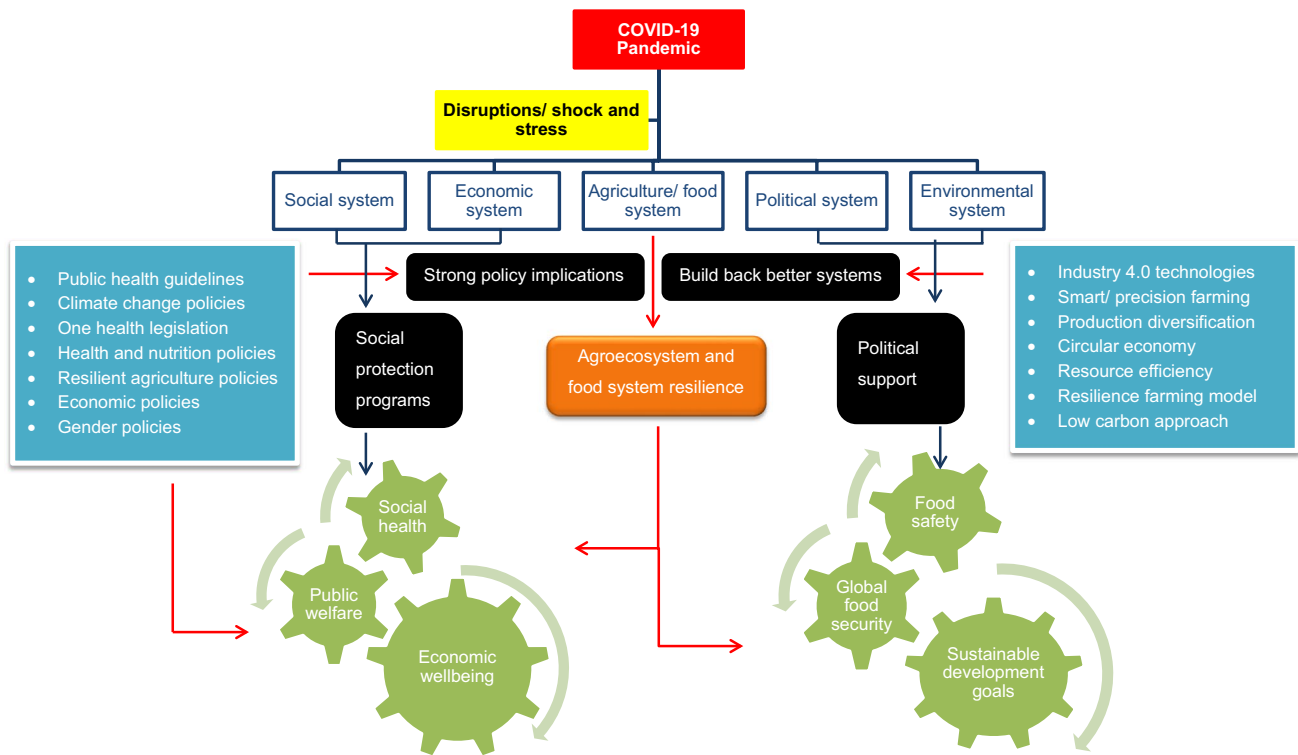 COVID-19
Pandemic
Disruptions/ shock and
stress
Social system
Economic
system
Agriculture/ food
system
Political system
Environmental
system
• Public health guidelines
• Climate change policies
• One health legislation
• Health and nutrition policies
• Resilient agriculture policies
• Economic policies
• Gender policies
Strong policy implications
Build back better systems
• Industry 4.0 technologies
• Smart/ precision farming
• Production diversification
• Circular economy
• Resource efficiency
• Resilience farming model
• Low carbon approach
Social
protection
programs
Agroecosystem and
food system resilience
Political
support
Social
health
Public
welfare
Economic
wellbeing
Food
safety
Global
food
security
Sustainable
development
goals